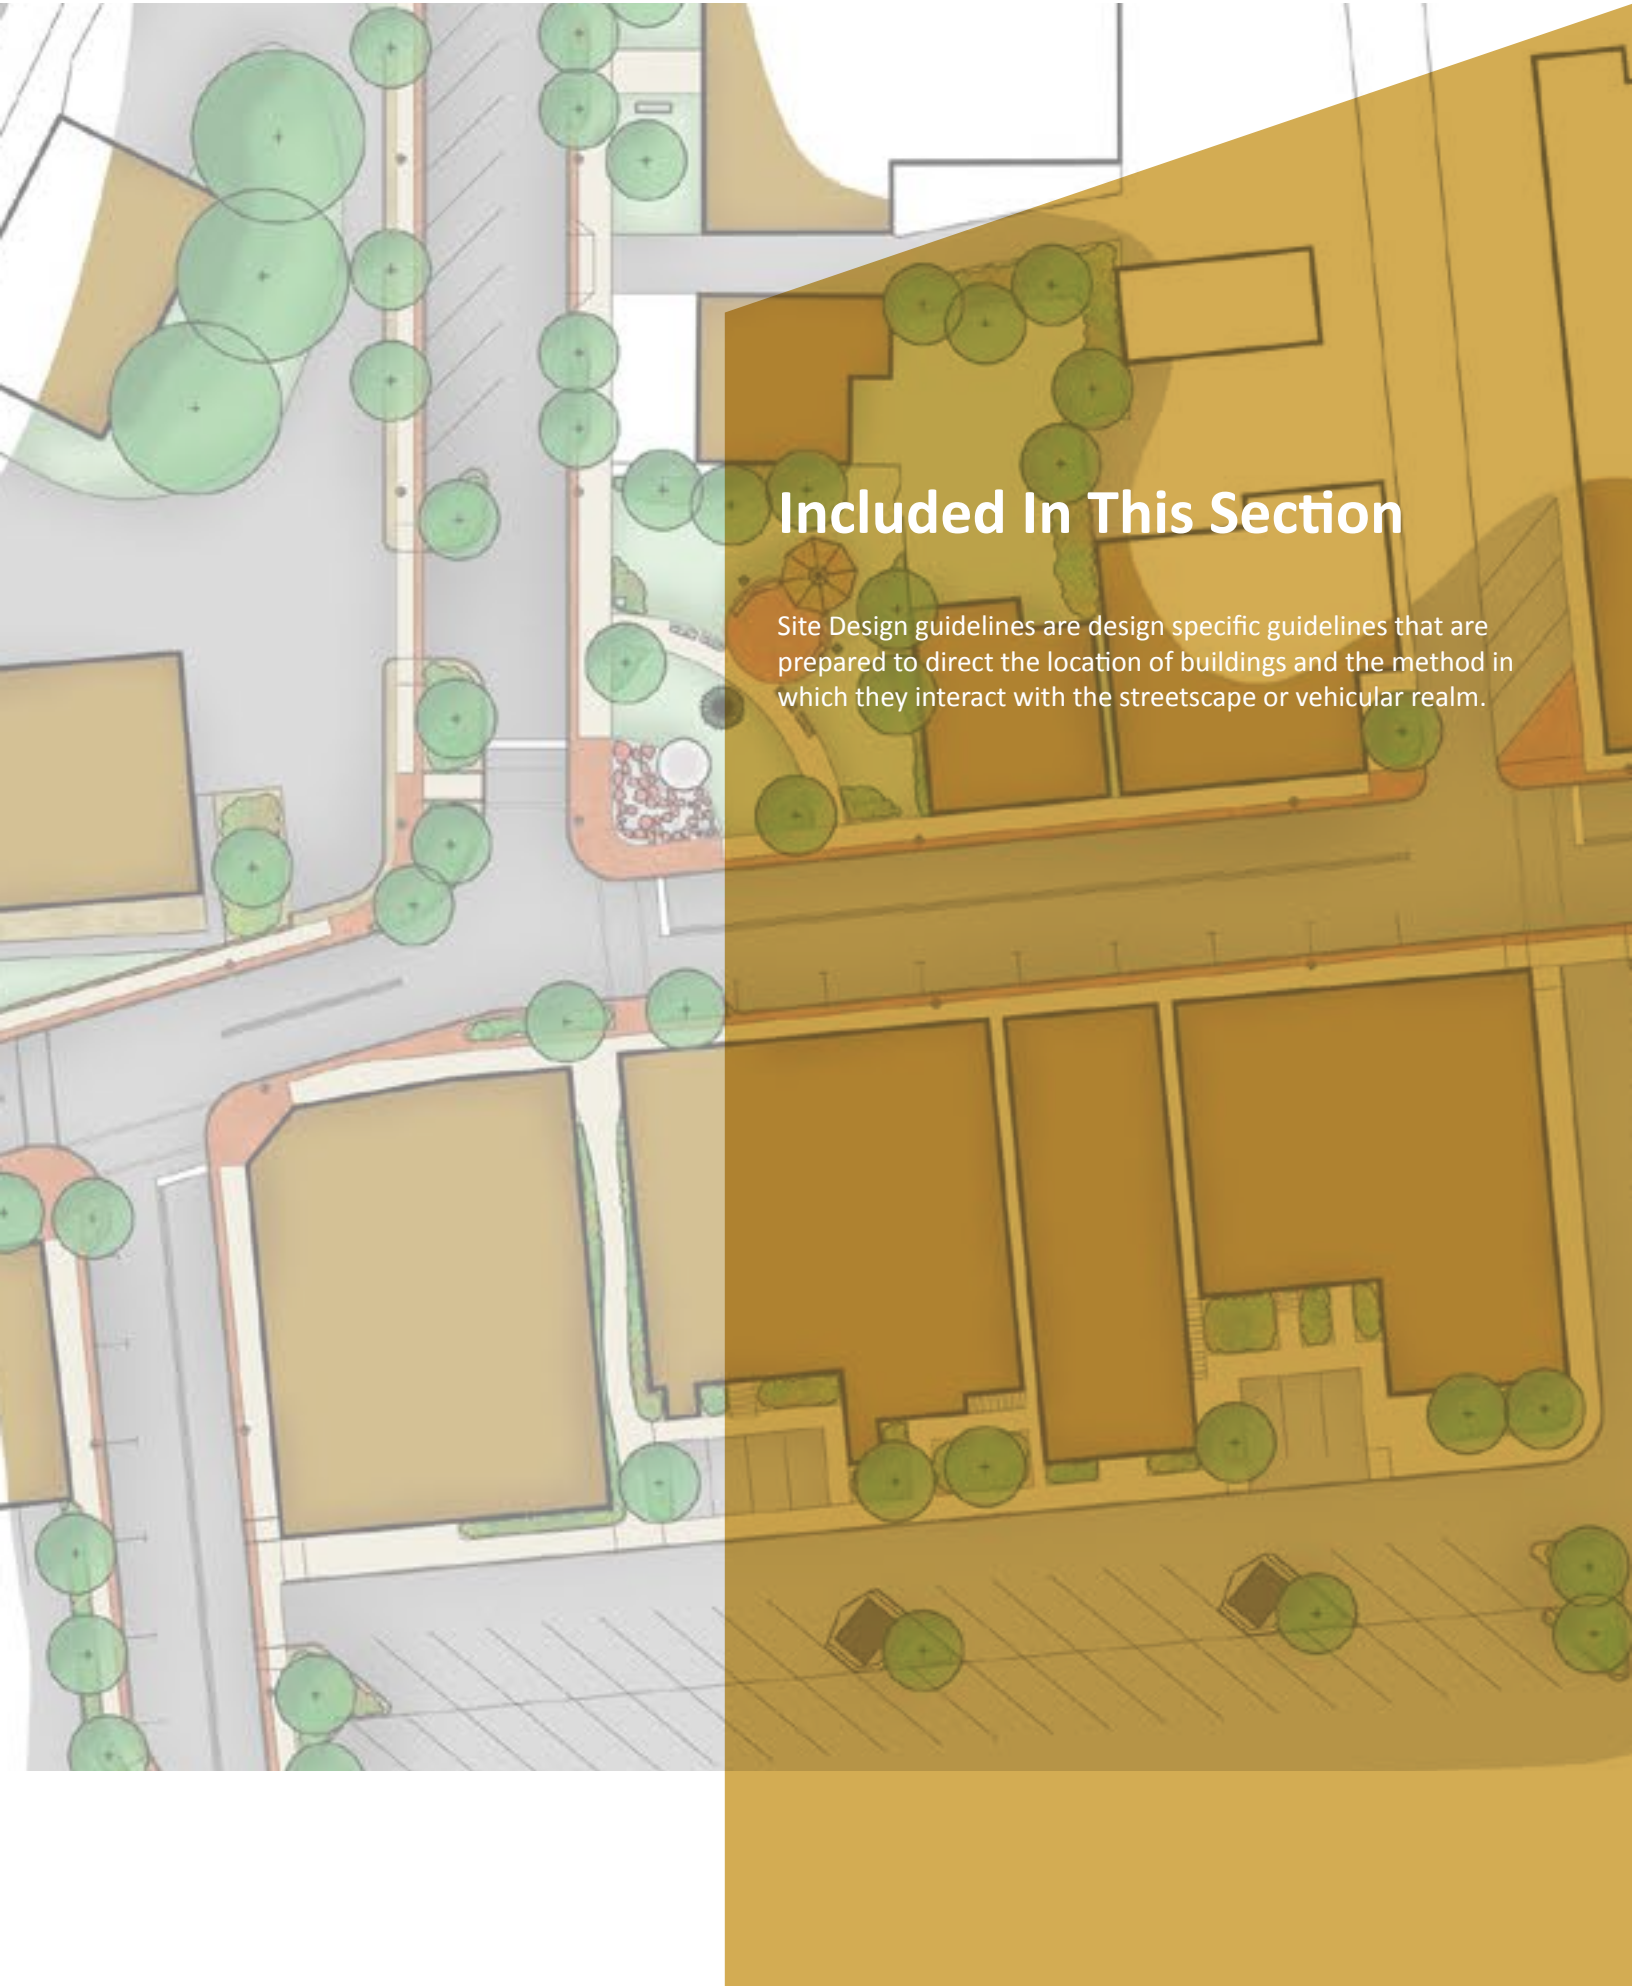 Included In This Section
Site Design guidelines are design specific guidelines that are
prepared to direct the location of buildings and the method in
which they interact with the streetscape or vehicular realm.